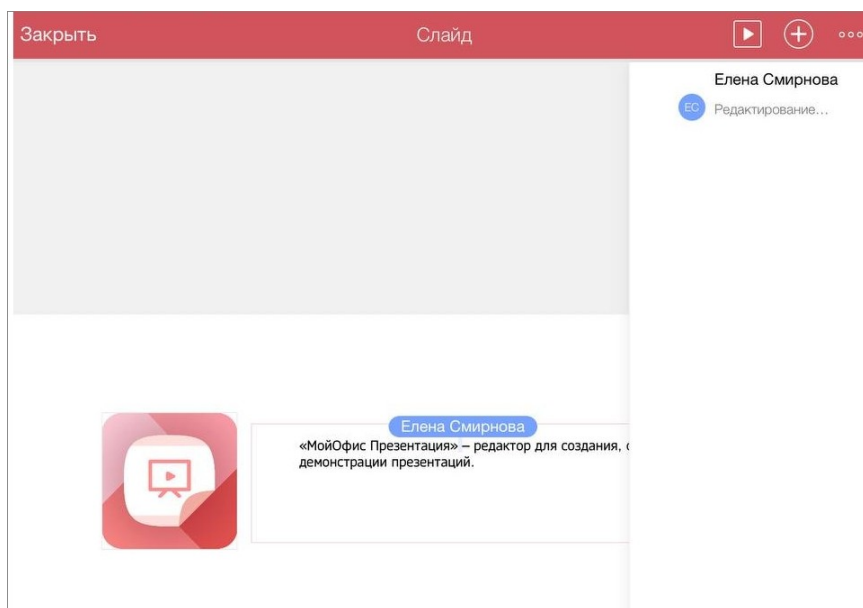 Закрыть
Слайд
Елена Смирнова
ЕС
Редактирование...
Елена Смирнова
«МойОфис Презентация» – редактор для создания,
демонстрации презентаций.